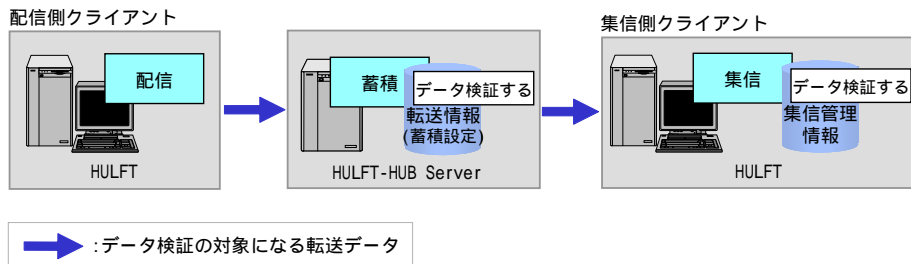 配信側クライアント
配信
HULFT
蓄積
データ検証する
転送情報
(蓄積設定)
HULFT-HUB Server
集信側クライアント
集信
データ検証する
集信管理
情報
HULFT
:データ検証の対象になる転送データ